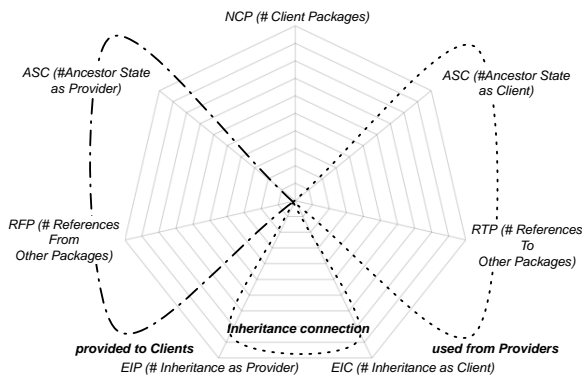 NCP (# Client Packages)
ASC (#Ancestor State
as Provider)
ASC (#Ancestor State
as Client)
RFP (# References
From
Other Packages)
RTP (# References
To
Other Packages)
Inheritance connection
provided to Clients
used from Providers
EIP (# Inheritance as Provider)
EIC (# Inheritance as Client)